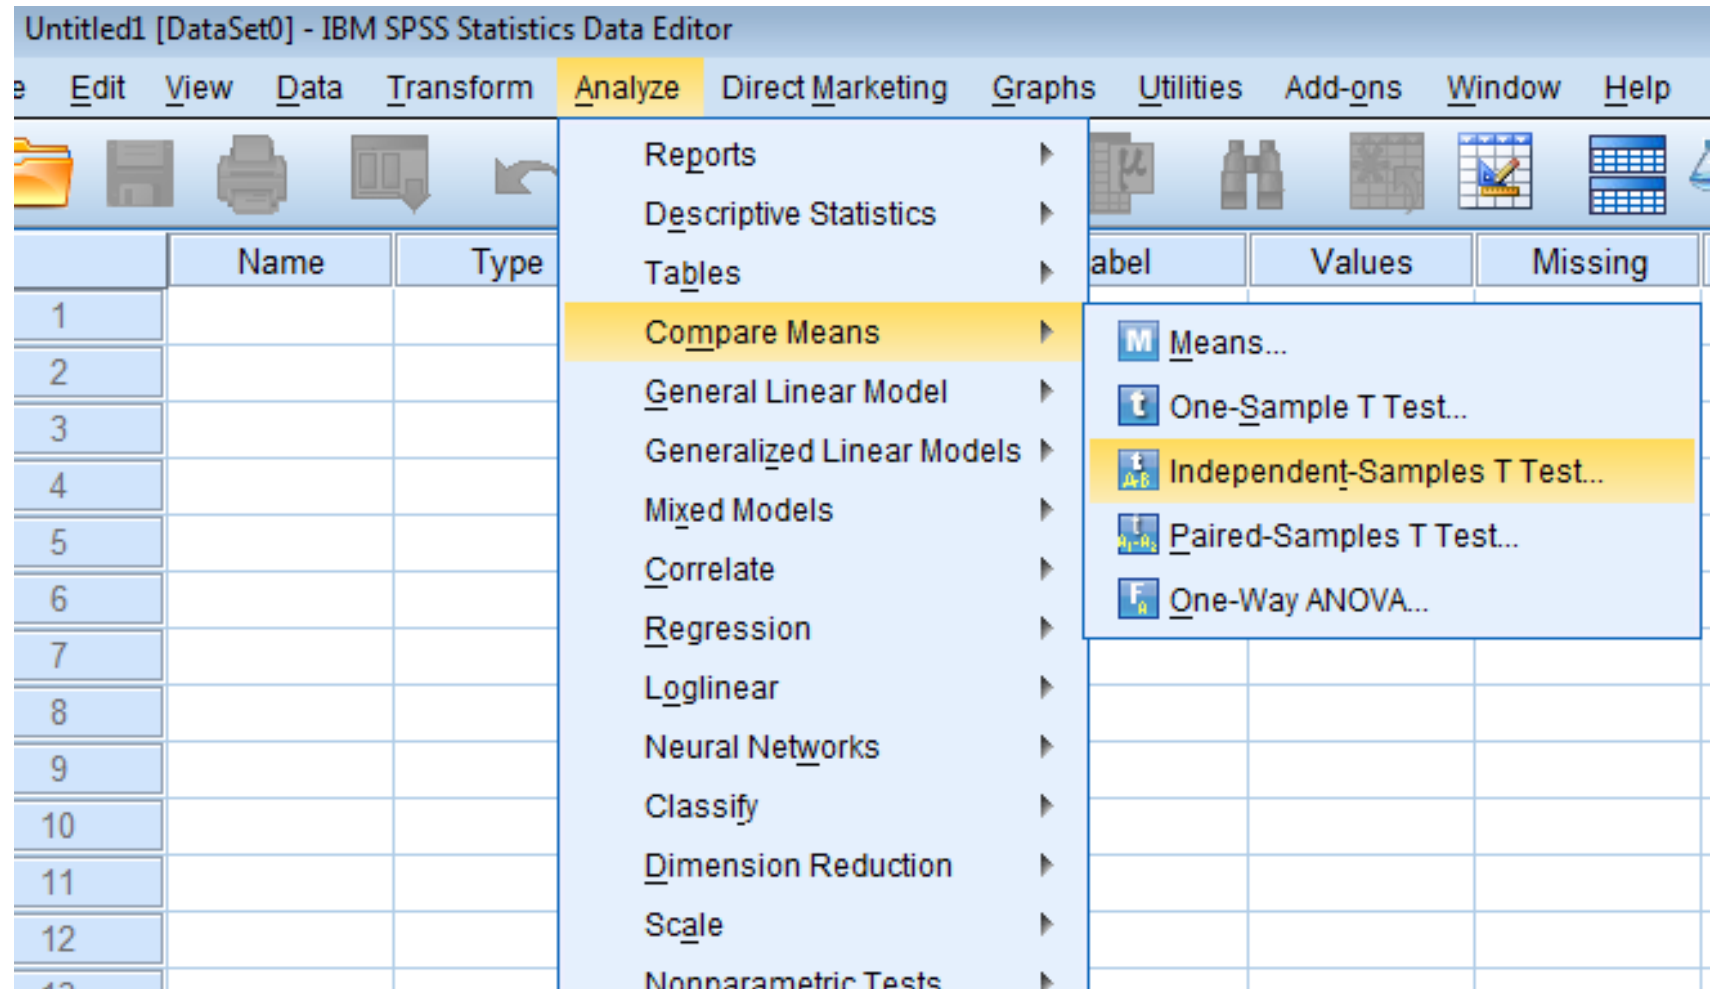 Untitled1 [DataSet0] - IBM SPSS Statistics Data Editor
e Edit View Data Transform Analyze Direct Marketing Graphs Utilities Add-ons Window Help
Reports
Descriptive Statistics
Tables
Compare Means
General Linear Model
Generalized Linear Models
Mixed Models
Correlate
Regression
Loglinear
Neural Networks
Classify
Dimension Reduction
Scale
Nonparametric Tests
M Means...
t One-Sample T Test...
Independent-Samples T Test...
Paired-Samples T Test...
One-Way ANOVA...
Name Type abel Values Missing
1
2
3
4
5
6
7
8
9
10
11
12
13